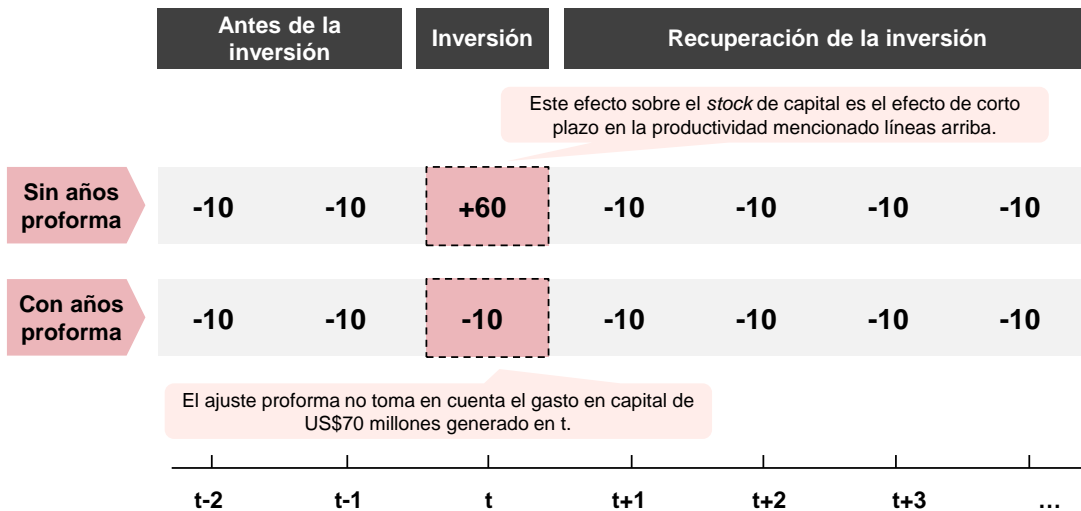 Antes de la
inversión
Inversión
Recuperación de la inversión
Este efecto sobre el stock de capital es el efecto de corto
plazo en la productividad mencionado líneas arriba.
Sin años
proforma
-10 -10 +60 -10 -10 -10 -10
Con años
proforma
-10 -10 -10 -10 -10 -10 -10
El ajuste proforma no toma en cuenta el gasto en capital de
US$70 millones generado en t.
t-2 t-1 t t+1 t+2 t+3 …